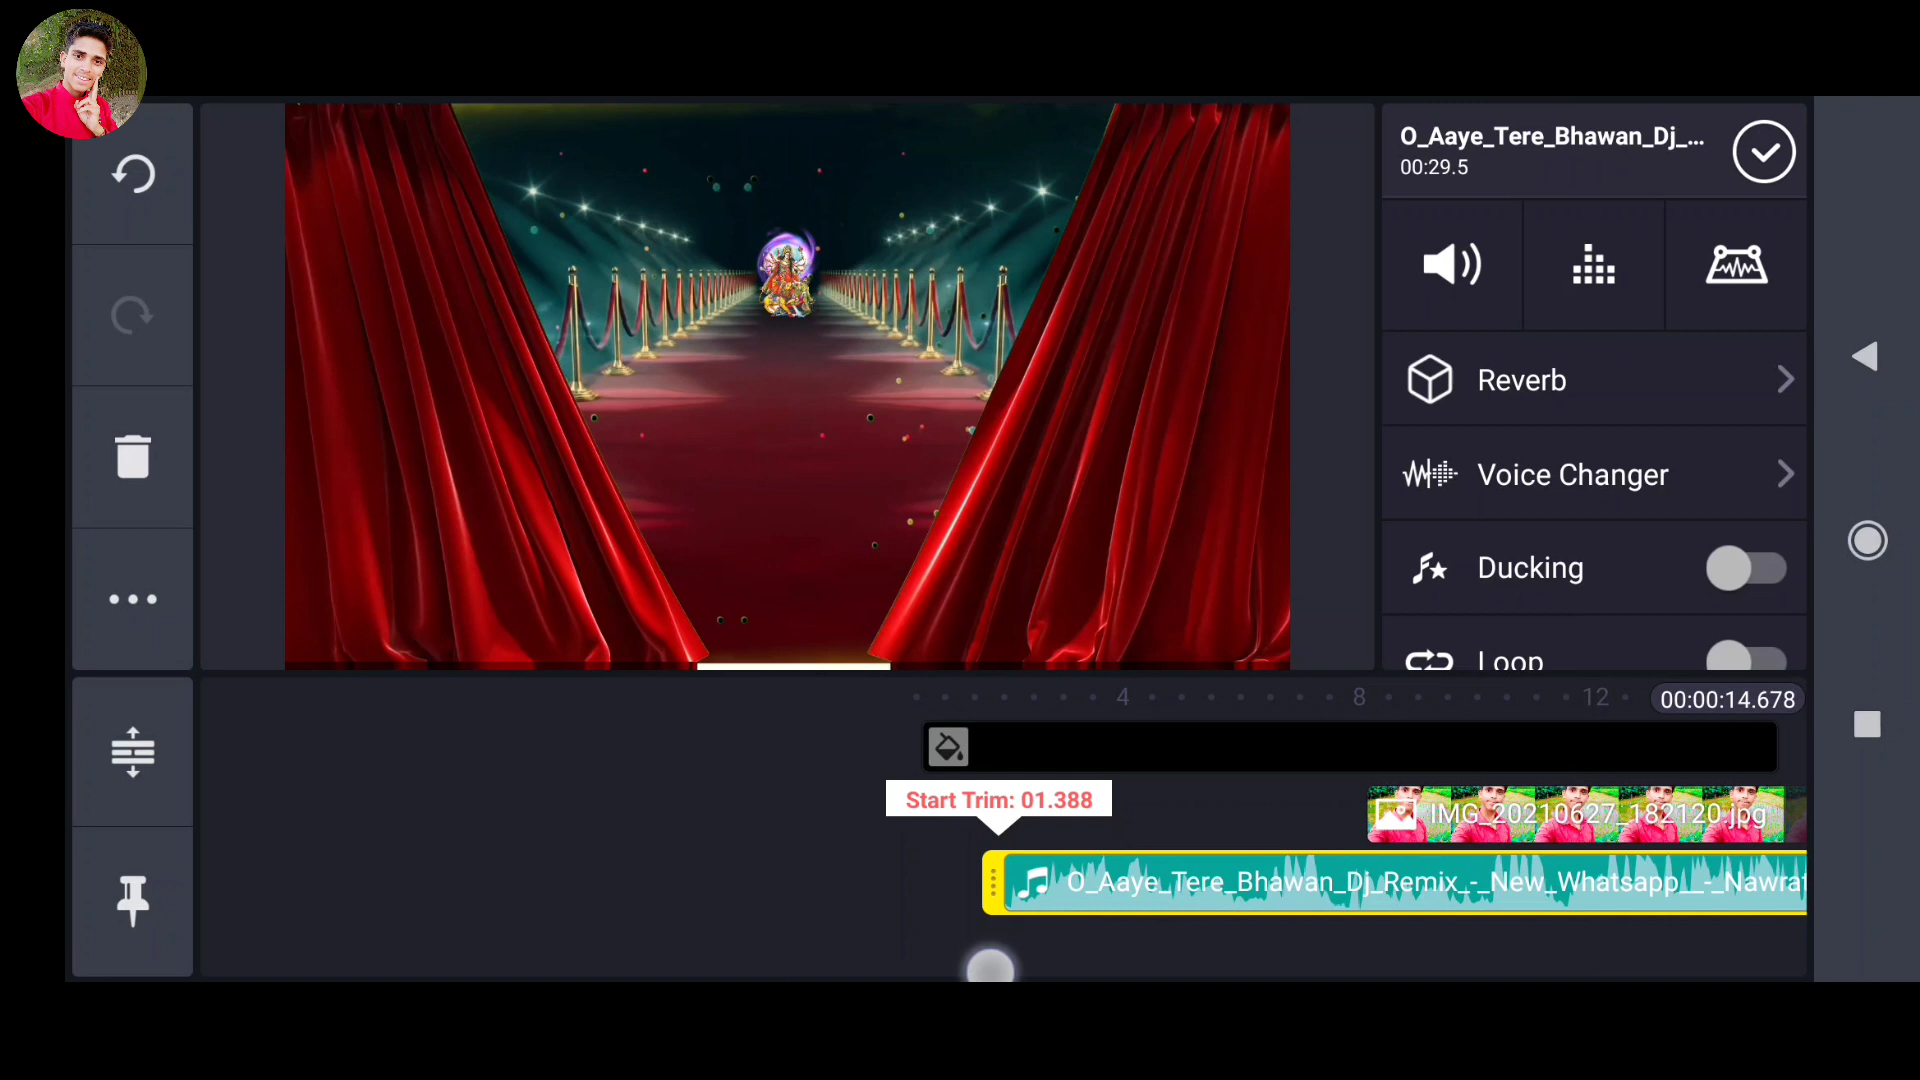 O_Aaye_Tere_Bhawan_Dj_...
00:29.5
Reverb
Voice Changer
Ducking
Loop
4 8 12
00:00:14.678
Start Trim: 01.388
IMG_20210627_182120.jpg
O_Aaye_Tere_Bhawan_Dj_Remix_-_New_Whatsapp__-_Nawrat